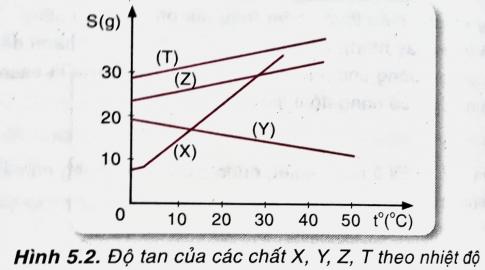 S(g)
(T)
30
(Z)
20
(Y)
(X)
10
0
10 20 30 40 50 t°(°C)
Hình 5.2. Độ tan của các chất X, Y, Z, T theo nhiệt độ